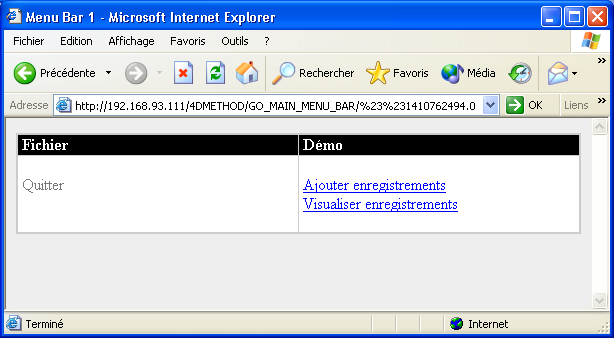 Menu Bar 1 - Microsoft Internet Explorer
Fichier Edition Affichage Favoris Outils ?
Précédente Rechercher Favoris Média »
Adresse http://192.168.93.111/4DMETHOD/GO_MAIN_MENU_BAR/%23%231410762494.0 OK Liens »
Fichier Démo
Quitter Ajouter enregistrements
Visualiser enregistrements
Terminé Internet